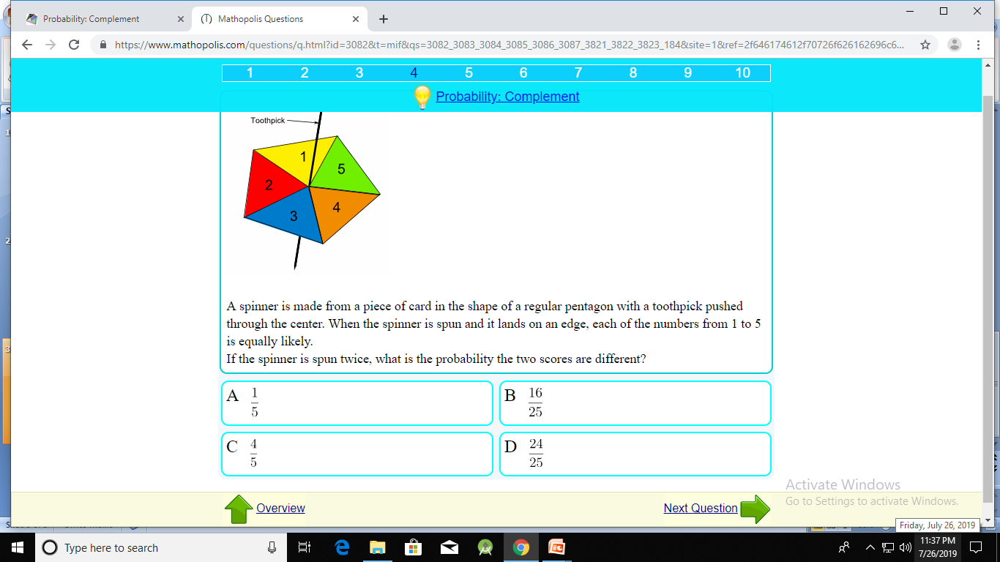 Probability: Complement
Mathopolis Questions
https://www.mathopolis.com/questions/q.html?id=3082&t=mif&qs=3082_3083_3084_3085_3086_3087_3821_3822_3823_184&site=1&ref=2f646174612f70726f626162696c6...
1 2 3 4 5 6 7 8 9 10
Probability: Complement
Toothpick
1
5
2
4
3
A spinner is made from a piece of card in the shape of a regular pentagon with a toothpick pushed
through the center. When the spinner is spun and it lands on an edge, each of the numbers from 1 to 5
is equally likely.
If the spinner is spun twice, what is the probability the two scores are different?
A 1/5
B 16/25
C 4/5
D 24/25
Activate Windows
Go to Settings to activate Windows.
Overview
Next Question
Friday, July 26, 2019
Type here to search
11:37 PM
7/26/2019